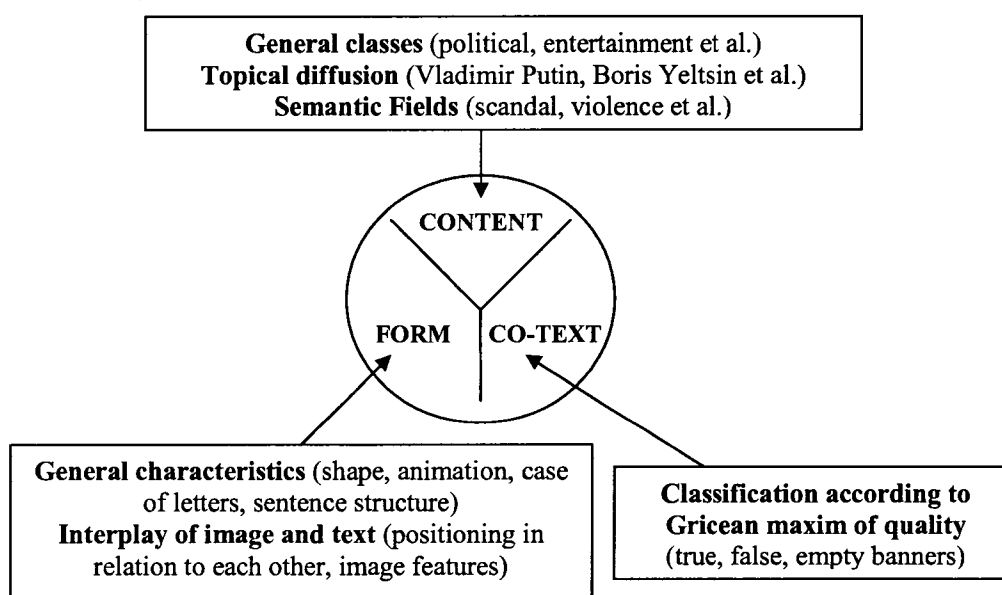 General classes (political, entertainment et al.)
Topical diffusion (Vladimir Putin, Boris Yeltsin et al.)
Semantic Fields (scandal, violence et al.)
CONTENT
FORM
CO-TEXT
General characteristics (shape, animation, case
of letters, sentence structure)
Interplay of image and text (positioning in
relation to each other, image features)
Classification according to
Gricean maxim of quality
(true, false, empty banners)